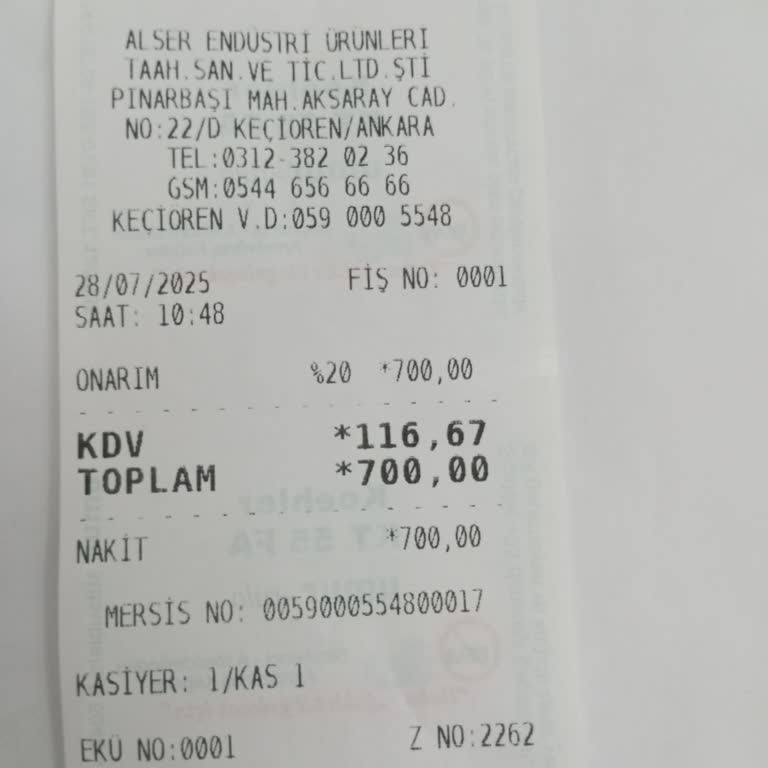 ALSER ENDÜSTRİ ÜRÜNLERİ
TAAH.SAN.VE TİC.LTD.ŞTİ
PINARBAŞI MAH.AKSARAY CAD.
NO:22/D KEÇİOREN/ANKARA
TEL:0312-382 02 36
GSM:0544 656 66 66
KEÇİOREN V.D:059 000 5548
28/07/2025 FİŞ NO: 0001
SAAT: 10:48
ONARIM %20 *700,00
KDV *116,67
TOPLAM *700,00
NAKİT *700,00
MERSİS NO: 0059000554800017
KASİYER: 1/KAS 1
EKÜ NO:0001 Z NO:2262